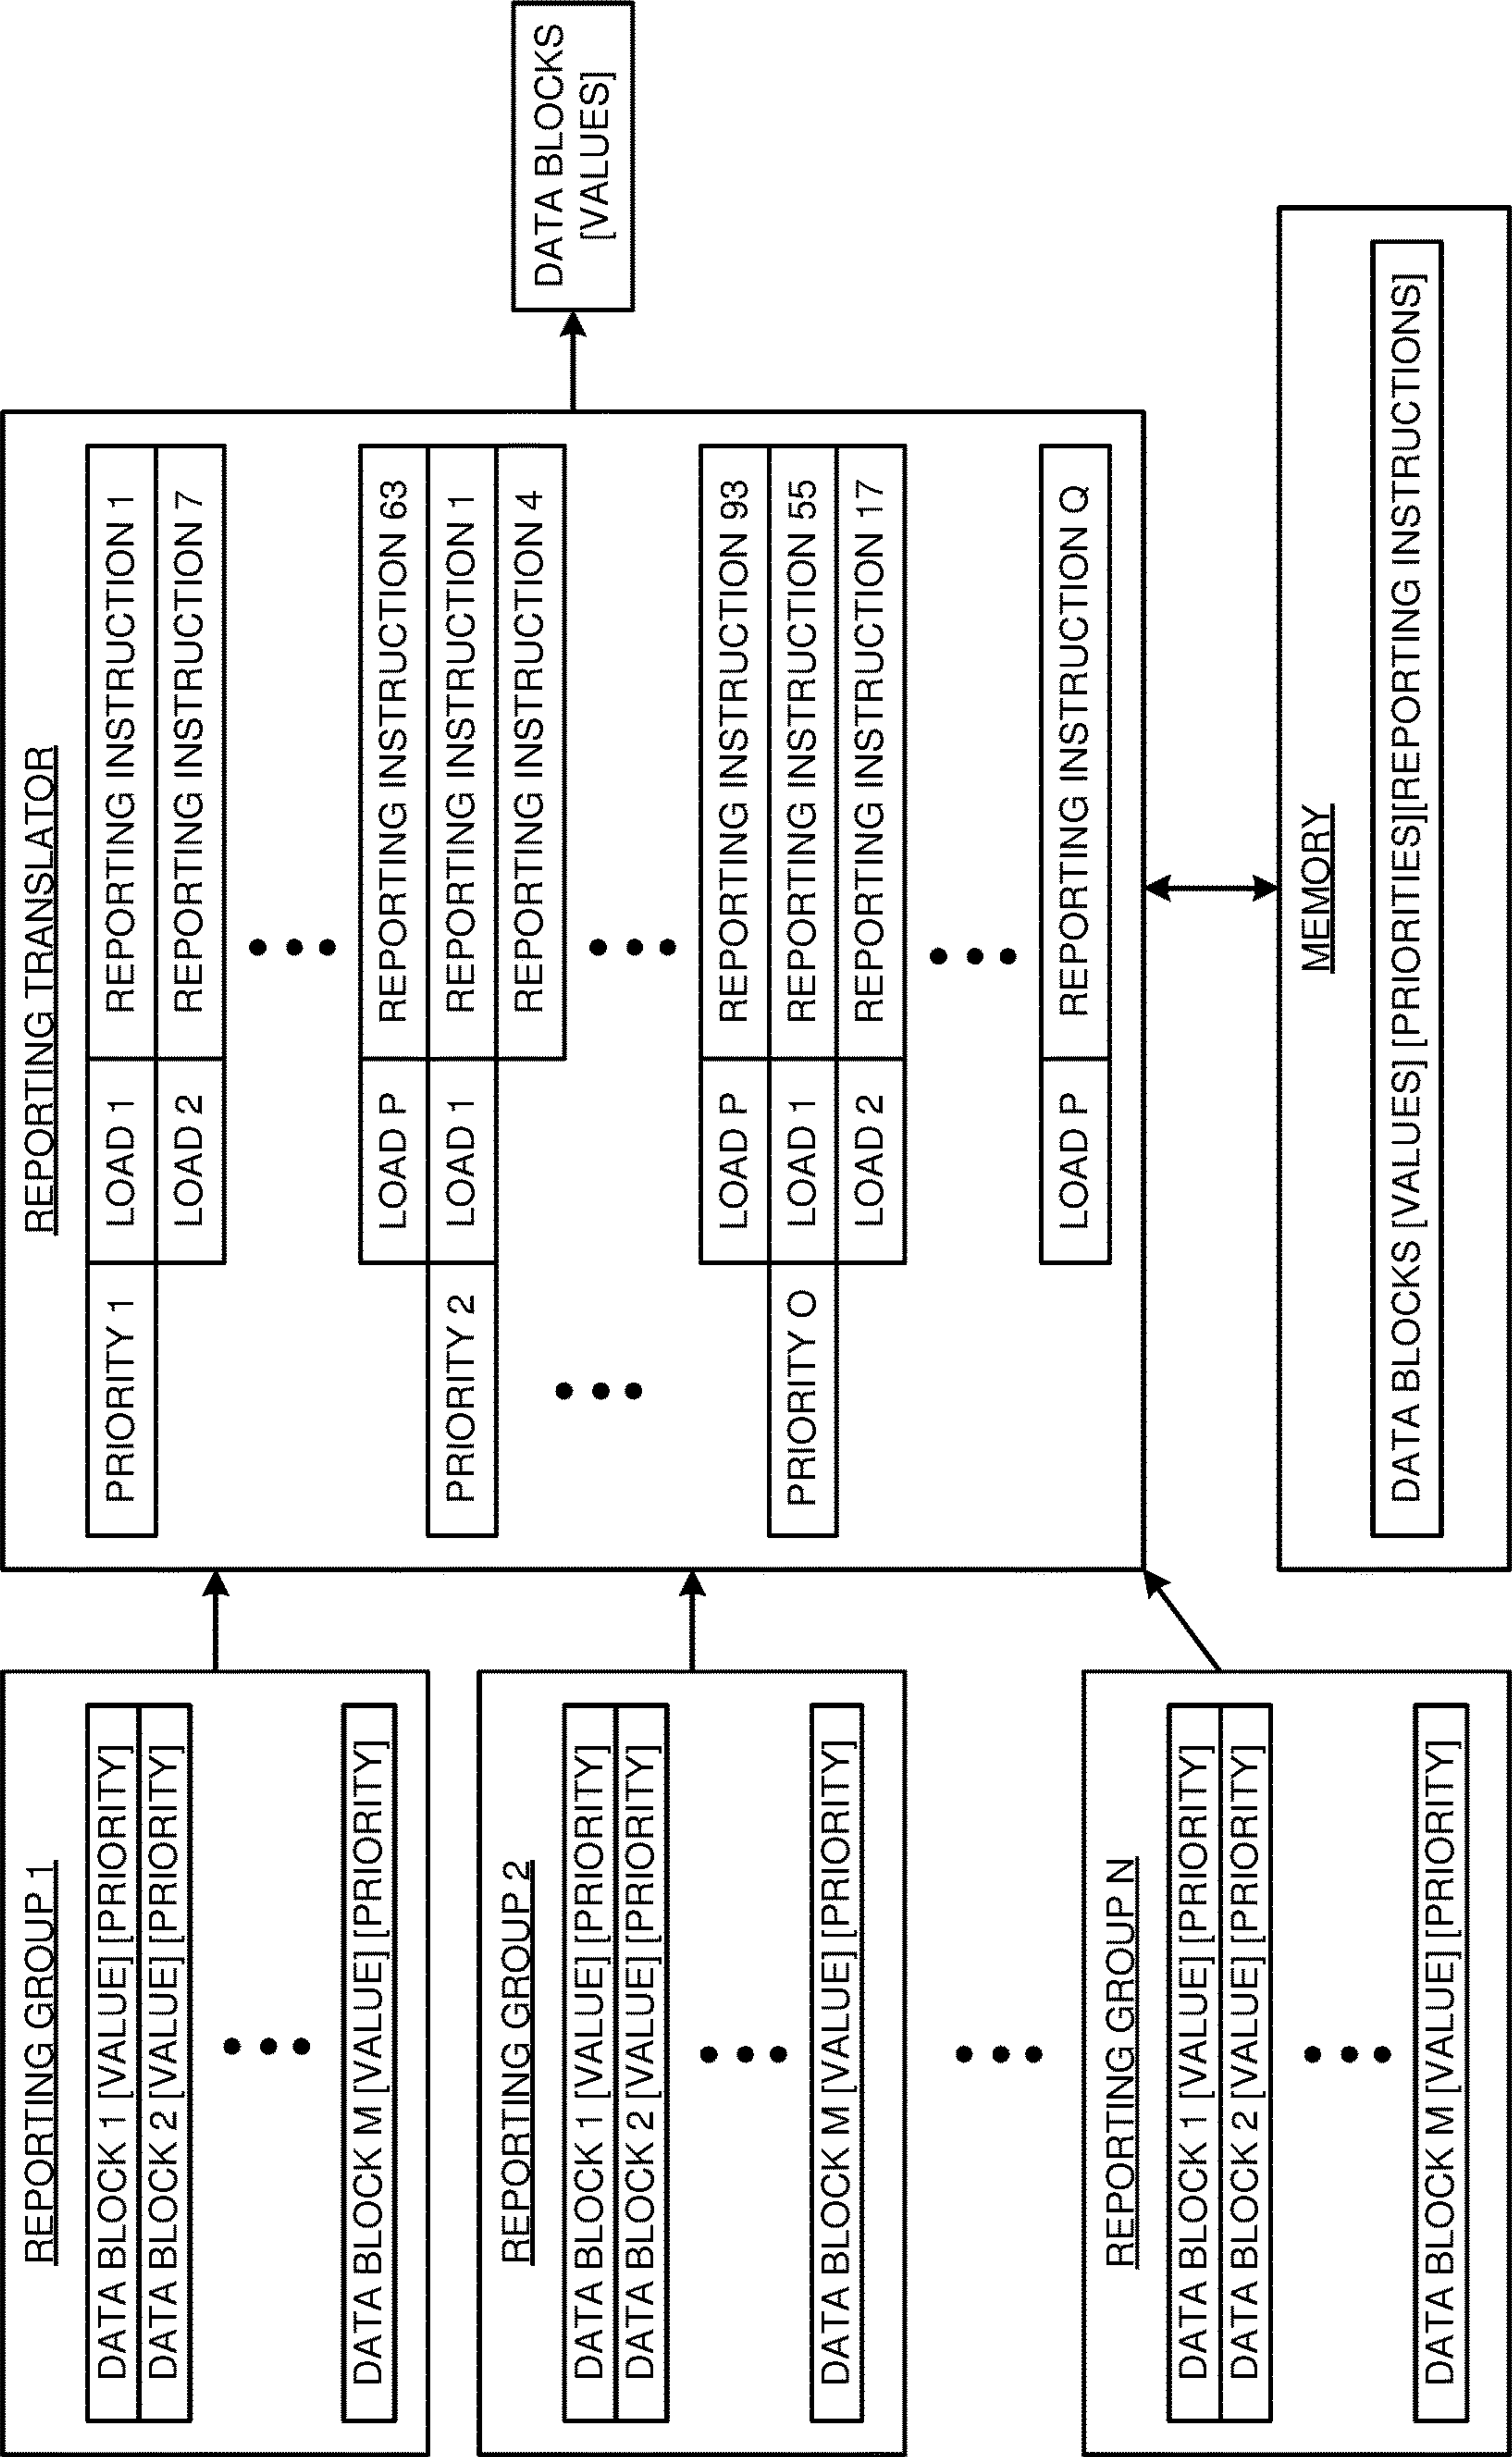 REPORTING GROUP 1
DATA BLOCK 1 [VALUE] [PRIORITY]
DATA BLOCK 2 [VALUE] [PRIORITY]
DATA BLOCK M [VALUE] [PRIORITY]
REPORTING GROUP 2
DATA BLOCK 1 [VALUE] [PRIORITY]
DATA BLOCK 2 [VALUE] [PRIORITY]
DATA BLOCK M [VALUE] [PRIORITY]
REPORTING GROUP N
DATA BLOCK 1 [VALUE] [PRIORITY]
DATA BLOCK 2 [VALUE] [PRIORITY]
DATA BLOCK M [VALUE] [PRIORITY]
REPORTING TRANSLATOR
PRIORITY 1 LOAD 1 REPORTING INSTRUCTION 1
LOAD 2 REPORTING INSTRUCTION 7
LOAD P REPORTING INSTRUCTION 63
PRIORITY 2 LOAD 1 REPORTING INSTRUCTION 1
REPORTING INSTRUCTION 4
LOAD P REPORTING INSTRUCTION 93
PRIORITY O LOAD 1 REPORTING INSTRUCTION 55
LOAD 2 REPORTING INSTRUCTION 17
LOAD P REPORTING INSTRUCTION Q
MEMORY
DATA BLOCKS [VALUES] [PRIORITIES][REPORTING INSTRUCTIONS]
DATA BLOCKS
[VALUES]